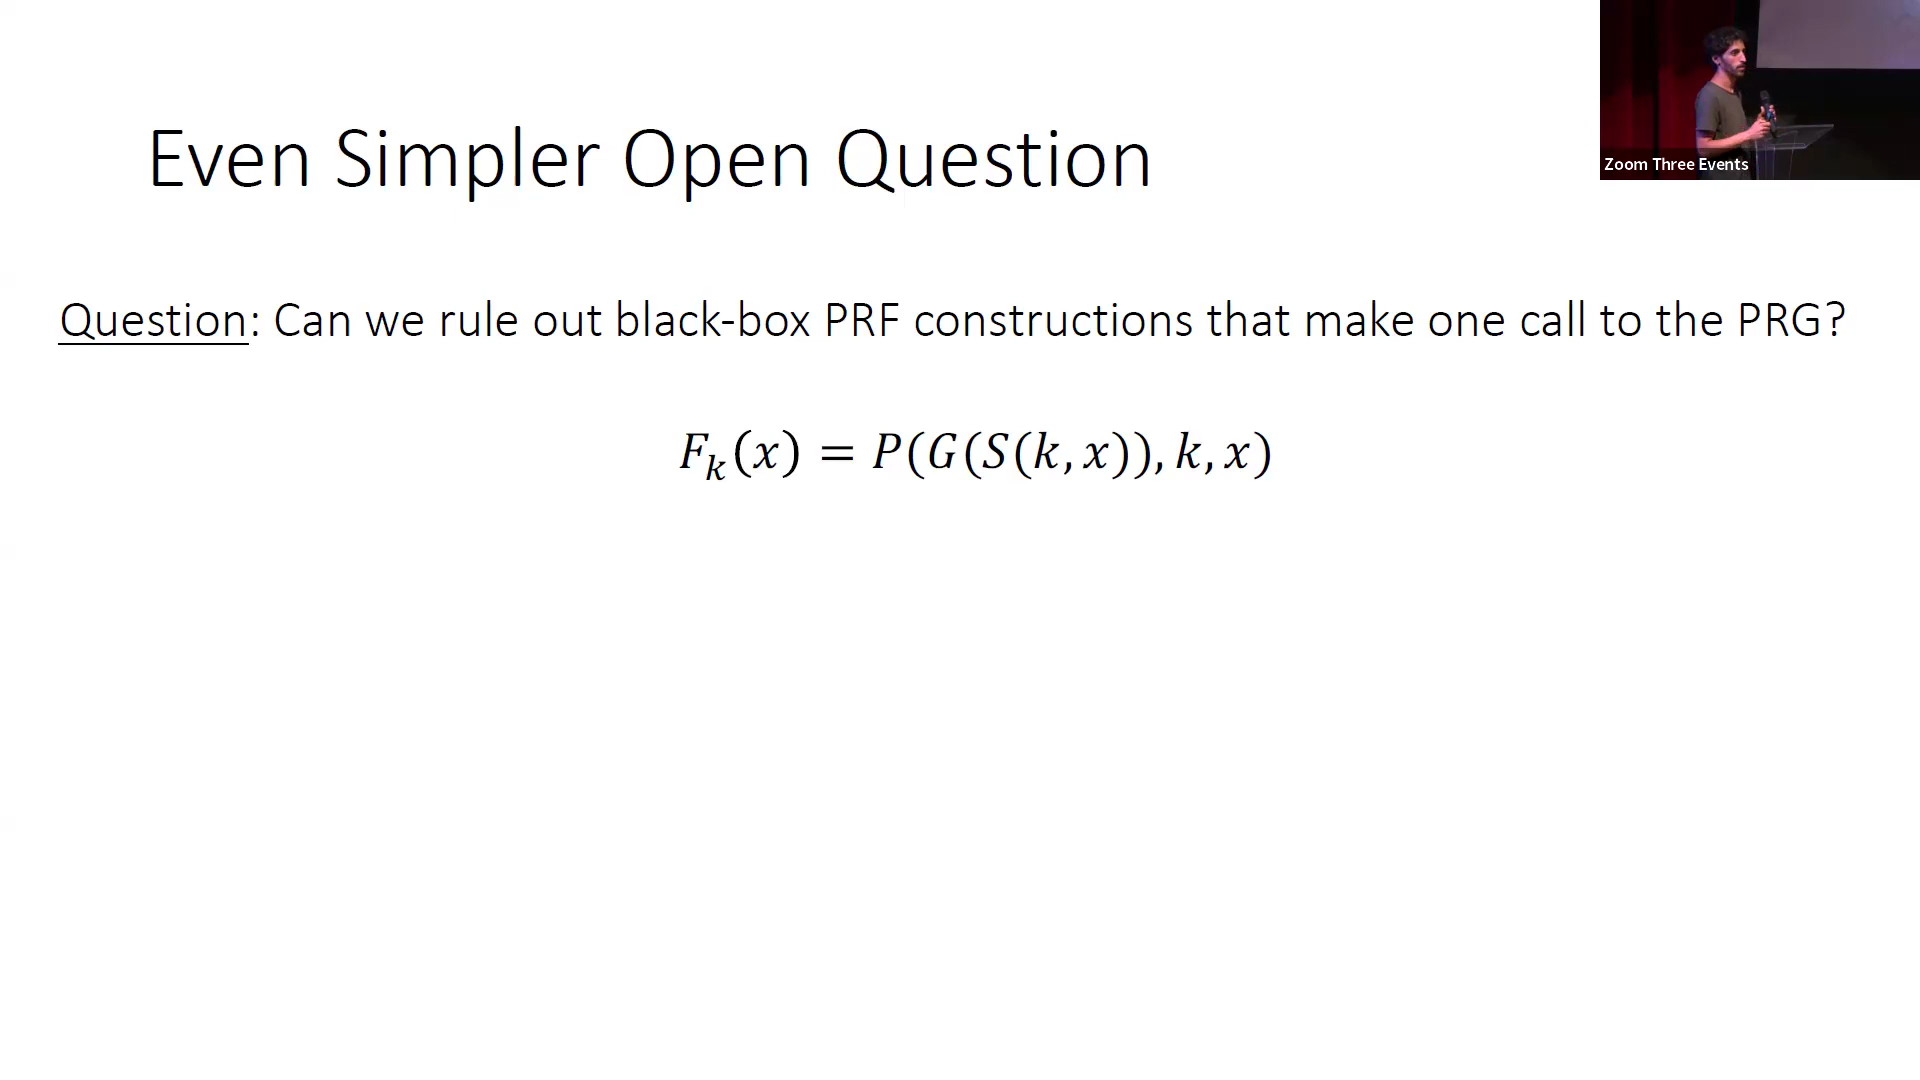 Zoom Three Events
Even Simpler Open Question
Question: Can we rule out black-box PRF constructions that make one call to the PRG?
F_k(x) = P(G(S(k, x)), k, x)